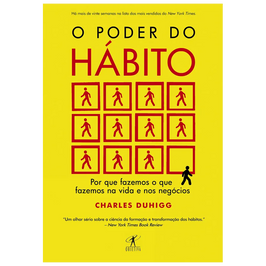 Há mais de vinte semanas na lista dos mais vendidos do New York Times
O PODER DO
HÁBITO
Por que fazemos o que
fazemos na vida e nos negócios
CHARLES DUHIGG
"Um olhar sério sobre a ciência da formação e transformação dos hábitos."
– New York Times Book Review